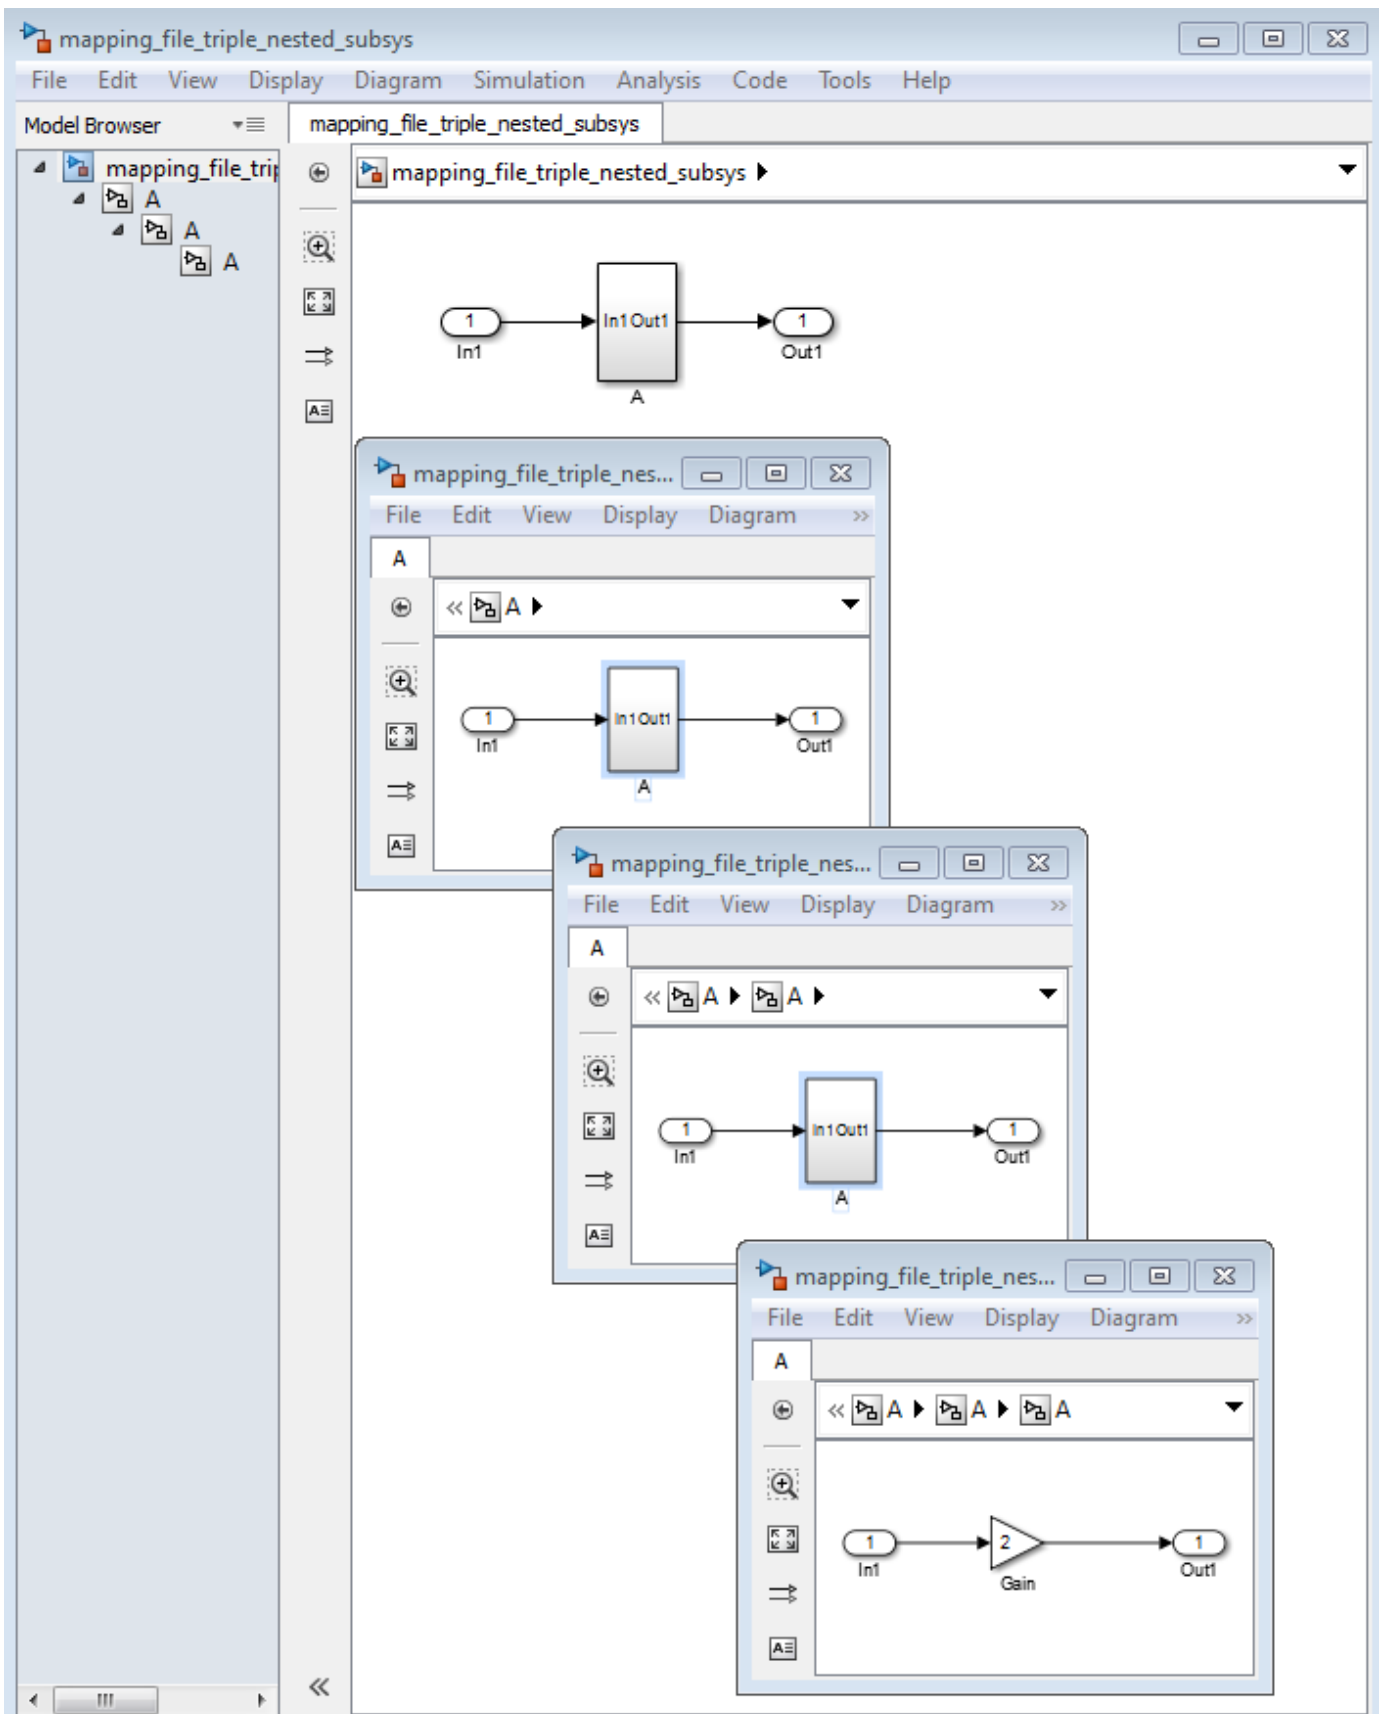 mapping_file_triple_nested_subsys
File Edit View Display Diagram Simulation Analysis Code Tools Help
Model Browser
mapping_file_triple_nested_subsys
mapping_file_trip
A
A
A
mapping_file_triple_nested_subsys
1
In1
In1 Out1
A
1
Out1
mapping_file_triple_nes...
File Edit View Display Diagram »
A
« A
1
In1
In1 Out1
A
1
Out1
mapping_file_triple_nes...
File Edit View Display Diagram »
A
« A A
1
In1
In1 Out1
A
1
Out1
mapping_file_triple_nes...
File Edit View Display Diagram »
A
« A A A
1
In1
2
Gain
1
Out1